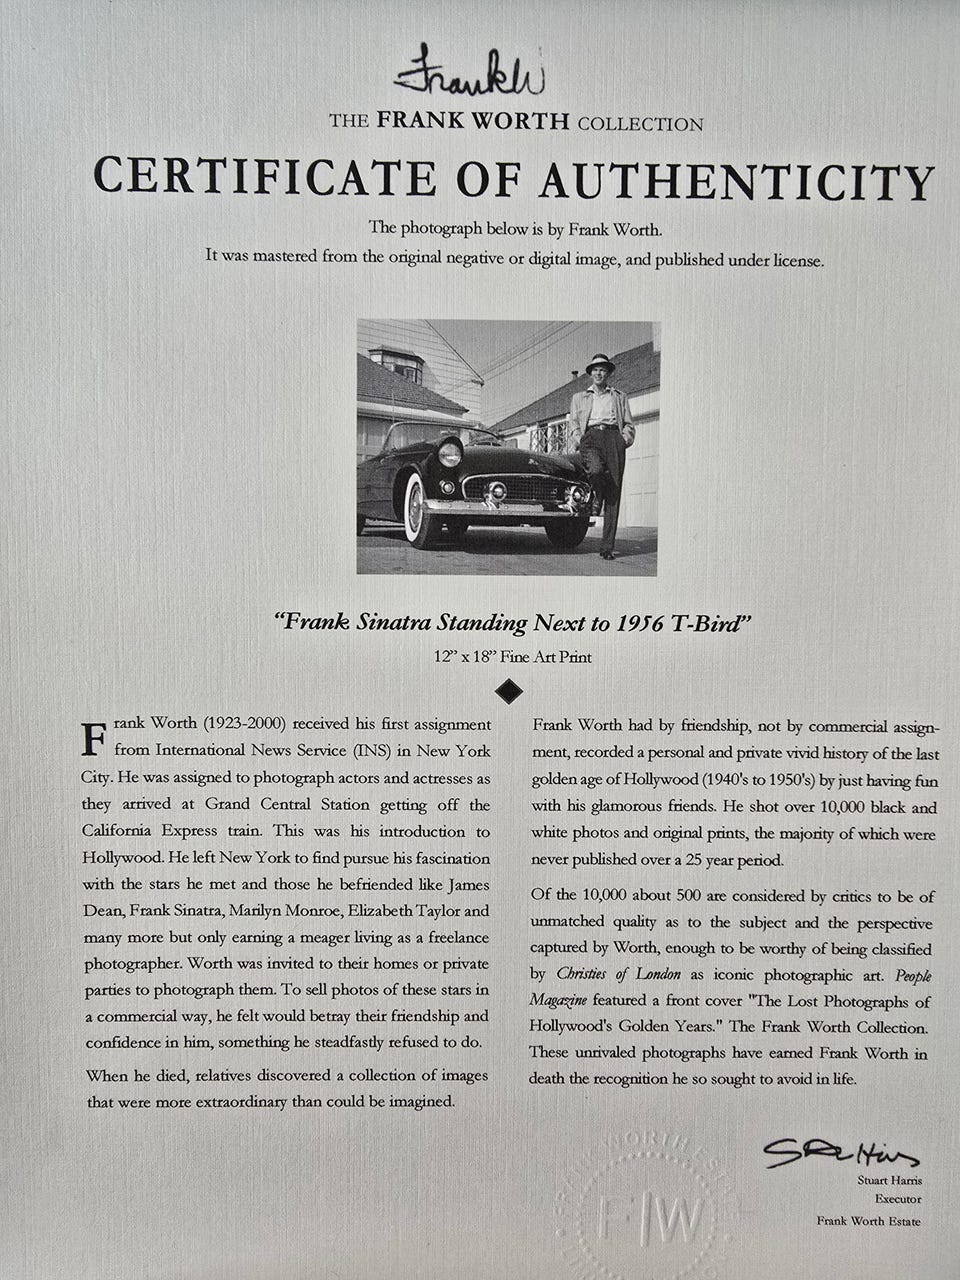 FrankW
THE FRANK WORTH COLLECTION
CERTIFICATE OF AUTHENTICITY
The photograph below is by Frank Worth.
It was mastered from the original negative or digital image, and published under license.
“Frank Sinatra Standing Next to 1956 T-Bird”
12” x 18” Fine Art Print
Frank Worth (1923-2000) received his first assignment
from International News Service (INS) in New York
City. He was assigned to photograph actors and actresses as
they arrived at Grand Central Station getting off the
California Express train. This was his introduction to
Hollywood. He left New York to find pursue his fascination
with the stars he met and those he befriended like James
Dean, Frank Sinatra, Marilyn Monroe, Elizabeth Taylor and
many more but only earning a meager living as a freelance
photographer. Worth was invited to their homes or private
parties to photograph them. To sell photos of these stars in
a commercial way, he felt would betray their friendship and
confidence in him, something he steadfastly refused to do.
When he died, relatives discovered a collection of images
that were more extraordinary than could be imagined.
Frank Worth had by friendship, not by commercial assign-
ment, recorded a personal and private vivid history of the last
golden age of Hollywood (1940's to 1950's) by just having fun
with his glamorous friends. He shot over 10,000 black and
white photos and original prints, the majority of which were
never published over a 25 year period.
Of the 10,000 about 500 are considered by critics to be of
unmatched quality as to the subject and the perspective
captured by Worth, enough to be worthy of being classified
by Christies of London as iconic photographic art. People
Magazine featured a front cover "The Lost Photographs of
Hollywood's Golden Years." The Frank Worth Collection.
These unrivaled photographs have earned Frank Worth in
death the recognition he so sought to avoid in life.
Stuart Harris
Executor
Frank Worth Estate
WORTH
F|W